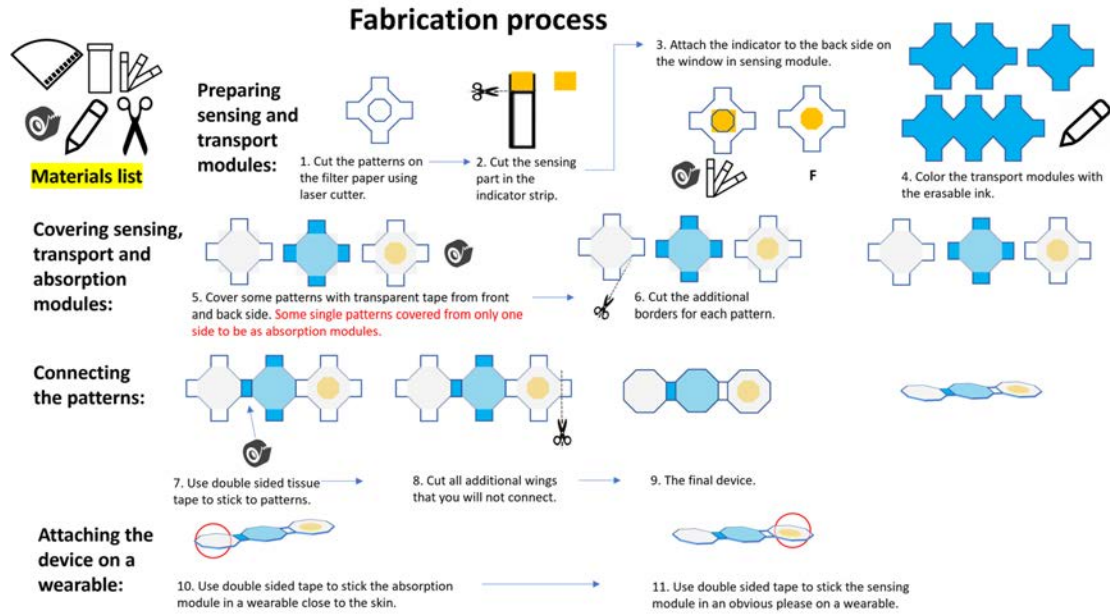 Fabrication process
Materials list
Preparing
sensing and
transport
modules:
1. Cut the patterns on
the filter paper using
laser cutter.
2. Cut the sensing
part in the
indicator strip.
3. Attach the indicator to the back side on
the window in sensing module.
F
4. Color the transport modules with
the erasable ink.
Covering sensing,
transport and
absorption
modules:
5. Cover some patterns with transparent tape from front
and back side. Some single patterns covered from only one
side to be as absorption modules.
6. Cut the additional
borders for each pattern.
Connecting
the patterns:
7. Use double sided tissue
tape to stick to patterns.
8. Cut all additional wings
that you will not connect.
9. The final device.
Attaching the
device on a
wearable:
10. Use double sided tape to stick the absorption
module in a wearable close to the skin.
11. Use double sided tape to stick the sensing
module in an obvious please on a wearable.